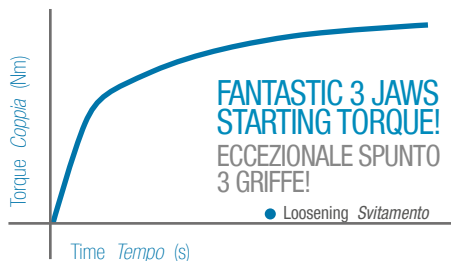 Torque Coppia (Nm)
FANTASTIC 3 JAWS
STARTING TORQUE!
ECCEZIONALE SPUNTO
3 GRIFFE!
Loosening Svitamento
Time Tempo (s)